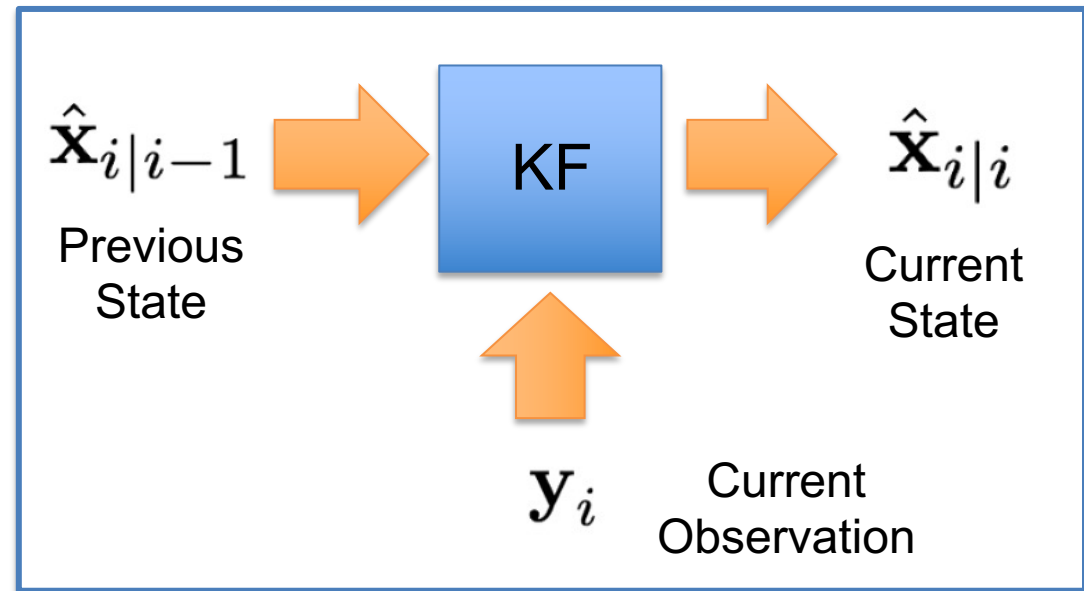 x̂_{i|i−1}
Previous
State
KF
x̂_{i|i}
Current
State
y_i
Current
Observation